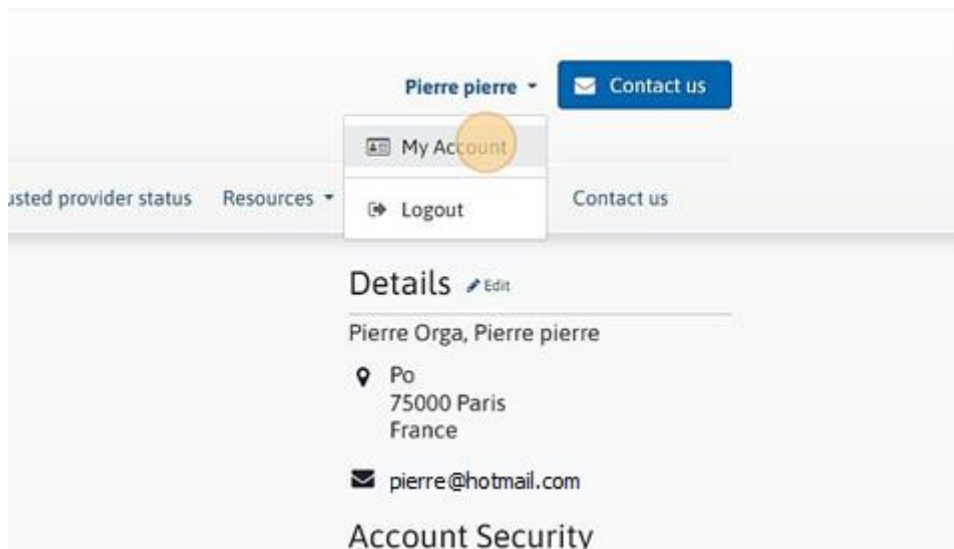 Pierre pierre
Contact us
My Account
usted provider status Resources Contact us
Logout
Details Edit
Pierre Orga, Pierre pierre
Po
75000 Paris
France
pierre@hotmail.com
Account Security